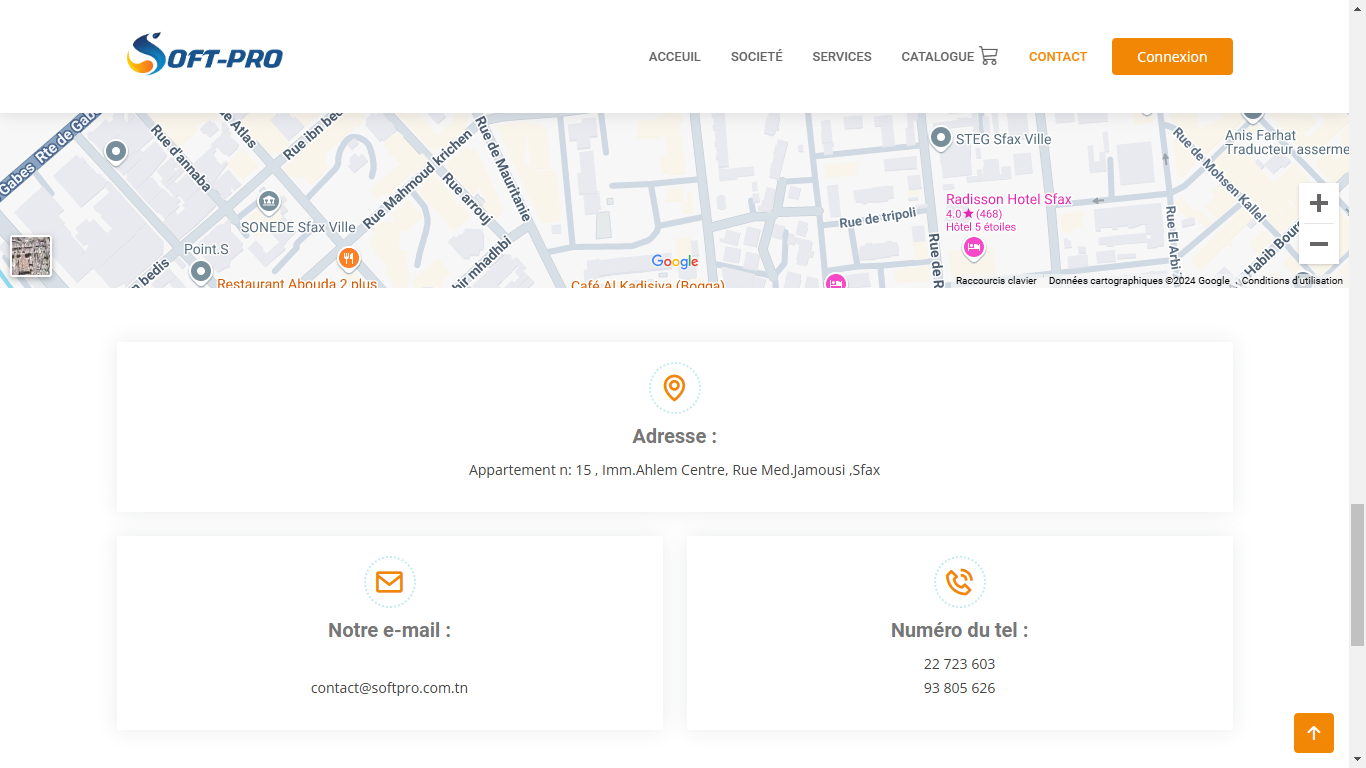 SOFT-PRO
ACCEUIL
SOCIETÉ
SERVICES
CATALOGUE
CONTACT
Connexion
Gabes
Rte de Gab
Rue d'annaba
Rue ibn bec
Rue Mahmoud krichen
Rue de Mauritanie
Rue arrouj
STEG Sfax Ville
Anis Farhat
Traducteur asserme
Rue de Mohsen Kallel
SONEDE Sfax Ville
Point.S
Radisson Hotel Sfax
4.0★(468)
Hôtel 5 étoiles
Rue de tripoli
Rue El Arbi
Habib Bour
bir mhadhbi
n bedis
Rue de R
Google
Restaurant Abouda 2 plus
Café Al Kadisiya (Bogga)
Raccourcis clavier
Données cartographiques ©2024 Google
Conditions d'utilisation
Adresse :
Appartement n: 15 , Imm.Ahlem Centre, Rue Med.Jamousi ,Sfax
Notre e-mail :
contact@softpro.com.tn
Numéro du tel :
22 723 603
93 805 626